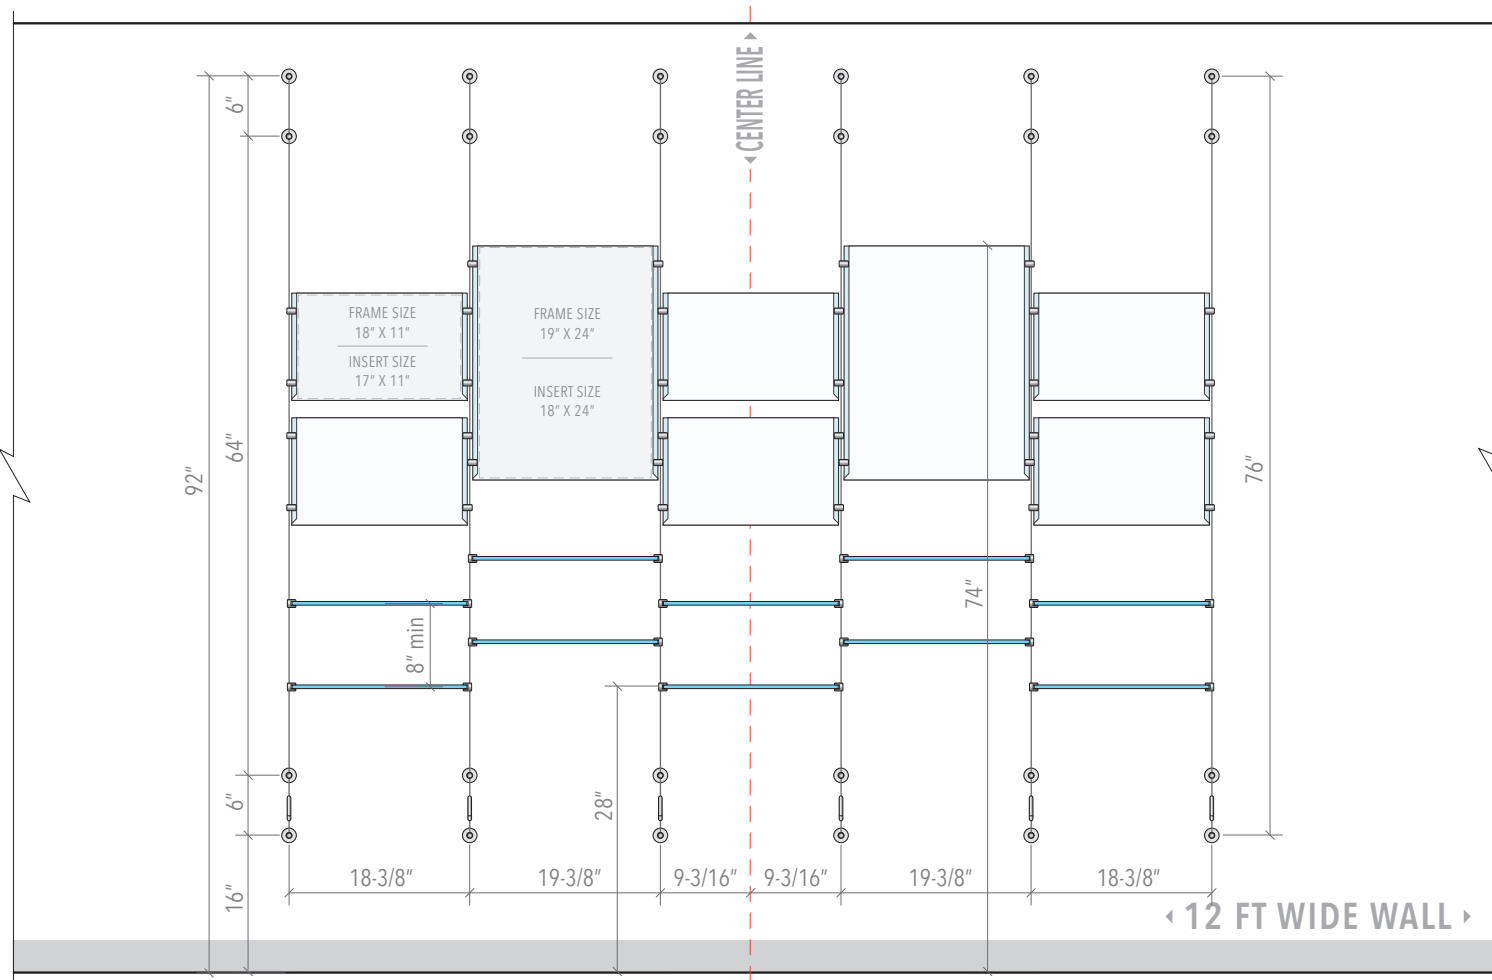 CENTER LINE
6"
FRAME SIZE
18" X 11"
INSERT SIZE
17" X 11"
FRAME SIZE
19" X 24"
INSERT SIZE
18" X 24"
64"
92"
76"
74"
8" min
28"
6"
16"
18-3/8"
19-3/8"
9-3/16"
9-3/16"
19-3/8"
18-3/8"
12 FT WIDE WALL